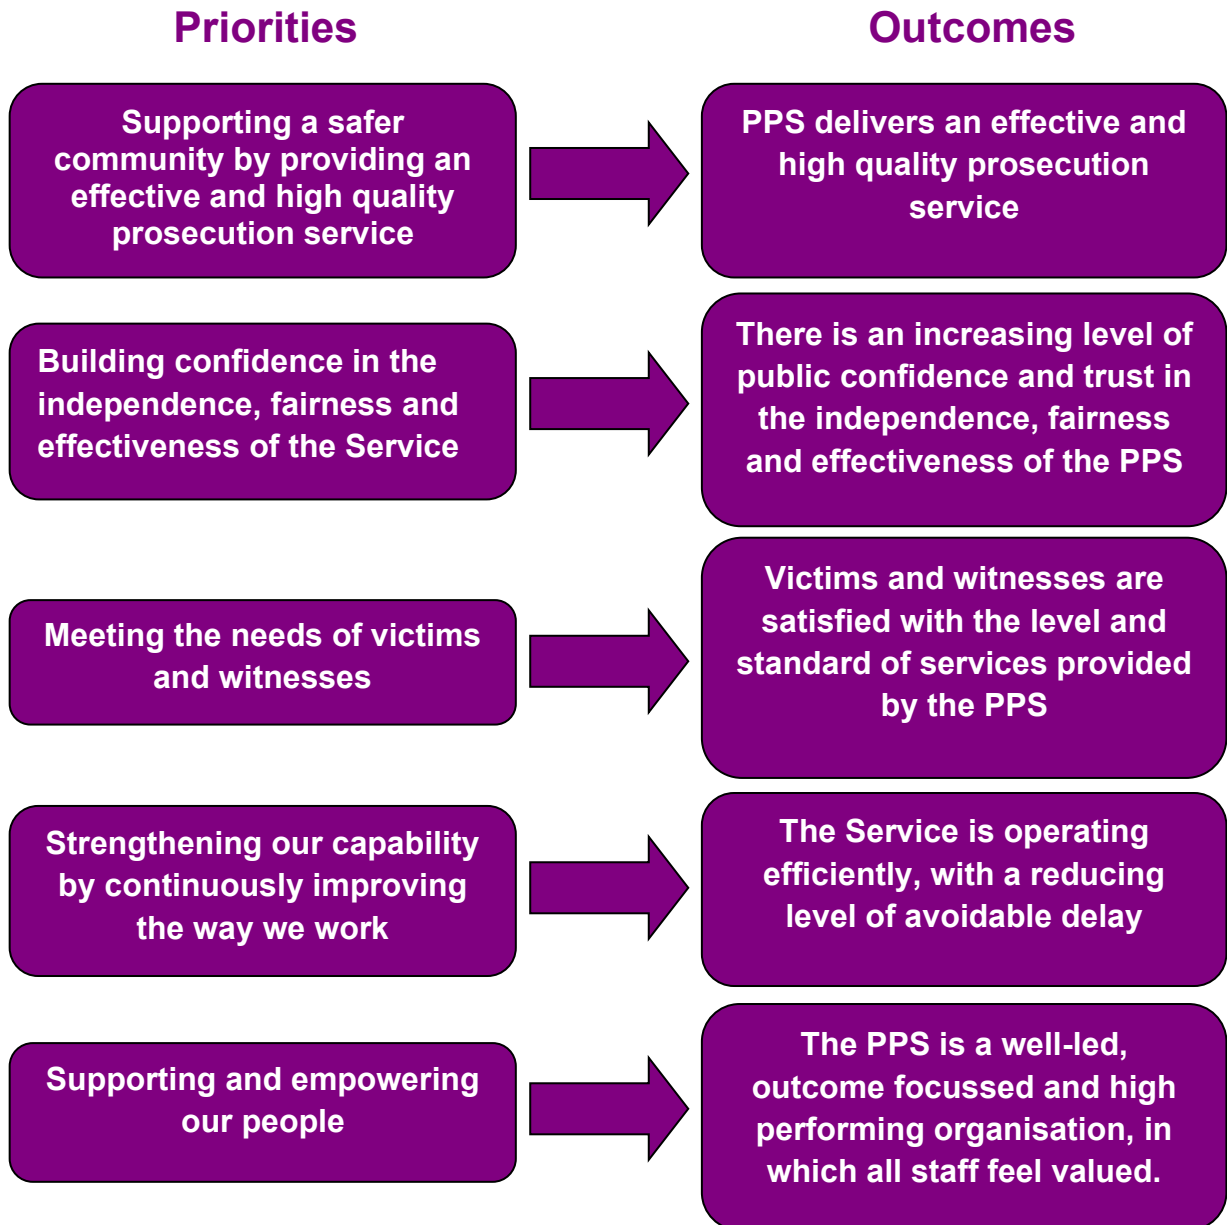 Priorities
Outcomes
Supporting a safer
community by providing an
effective and high quality
prosecution service
PPS delivers an effective and
high quality prosecution
service
Building confidence in the
independence, fairness and
effectiveness of the Service
There is an increasing level of
public confidence and trust in
the independence, fairness
and effectiveness of the PPS
Meeting the needs of victims
and witnesses
Victims and witnesses are
satisfied with the level and
standard of services provided
by the PPS
Strengthening our capability
by continuously improving
the way we work
The Service is operating
efficiently, with a reducing
level of avoidable delay
Supporting and empowering
our people
The PPS is a well-led,
outcome focussed and high
performing organisation, in
which all staff feel valued.